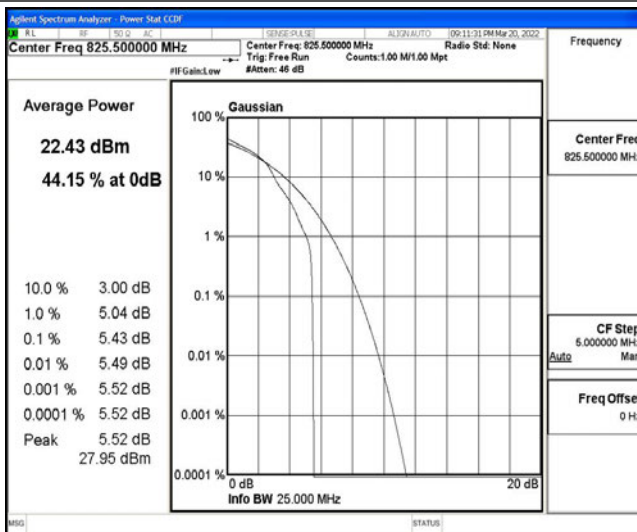 Agilent Spectrum Analyzer - Power Stat CCDF
RL RF 50 Ω AC SENSE:PULSE ALIGN AUTO 09:11:31 PM Mar 20, 2022
Center Freq 825.500000 MHz
Center Freq: 825.500000 MHz Radio Std: None
Trig: Free Run Counts:1.00 M/1.00 Mpt
#IFGain:Low #Atten: 46 dB
Frequency
Average Power
22.43 dBm
44.15 % at 0dB
10.0 % 3.00 dB
1.0 % 5.04 dB
0.1 % 5.43 dB
0.01 % 5.49 dB
0.001 % 5.52 dB
0.0001 % 5.52 dB
Peak 5.52 dB
27.95 dBm
Gaussian
100 %
10 %
1 %
0.1 %
0.01 %
0.001 %
0.0001 %
0 dB 20 dB
Info BW 25.000 MHz
Center Freq
825.500000 MHz
CF Step
5.000000 MHz
Auto Man
Freq Offse
0 Hz
MSG STATUS